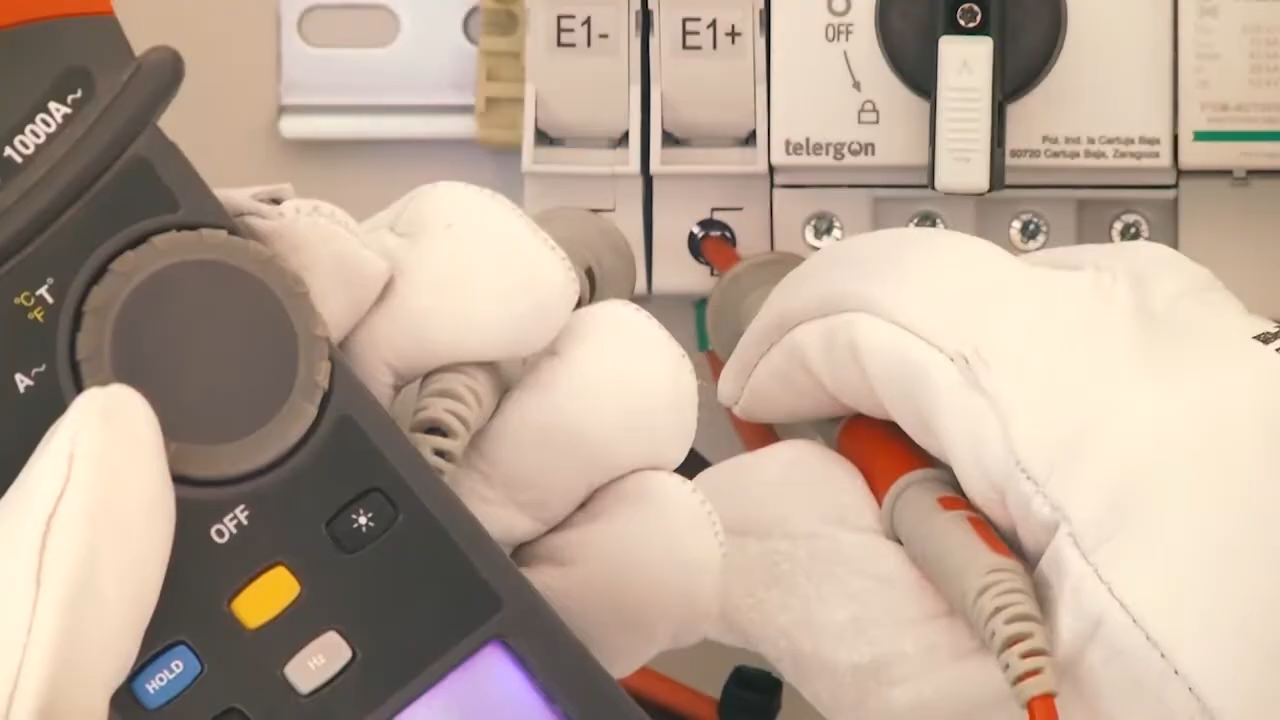 1000A~
°C
°F
T°
A~
OFF
HOLD
Hz
E1-
E1+
OFF
telergon
Pol. Ind. la Cartuja Baja
50720 Cartuja Baja, Zaragoza